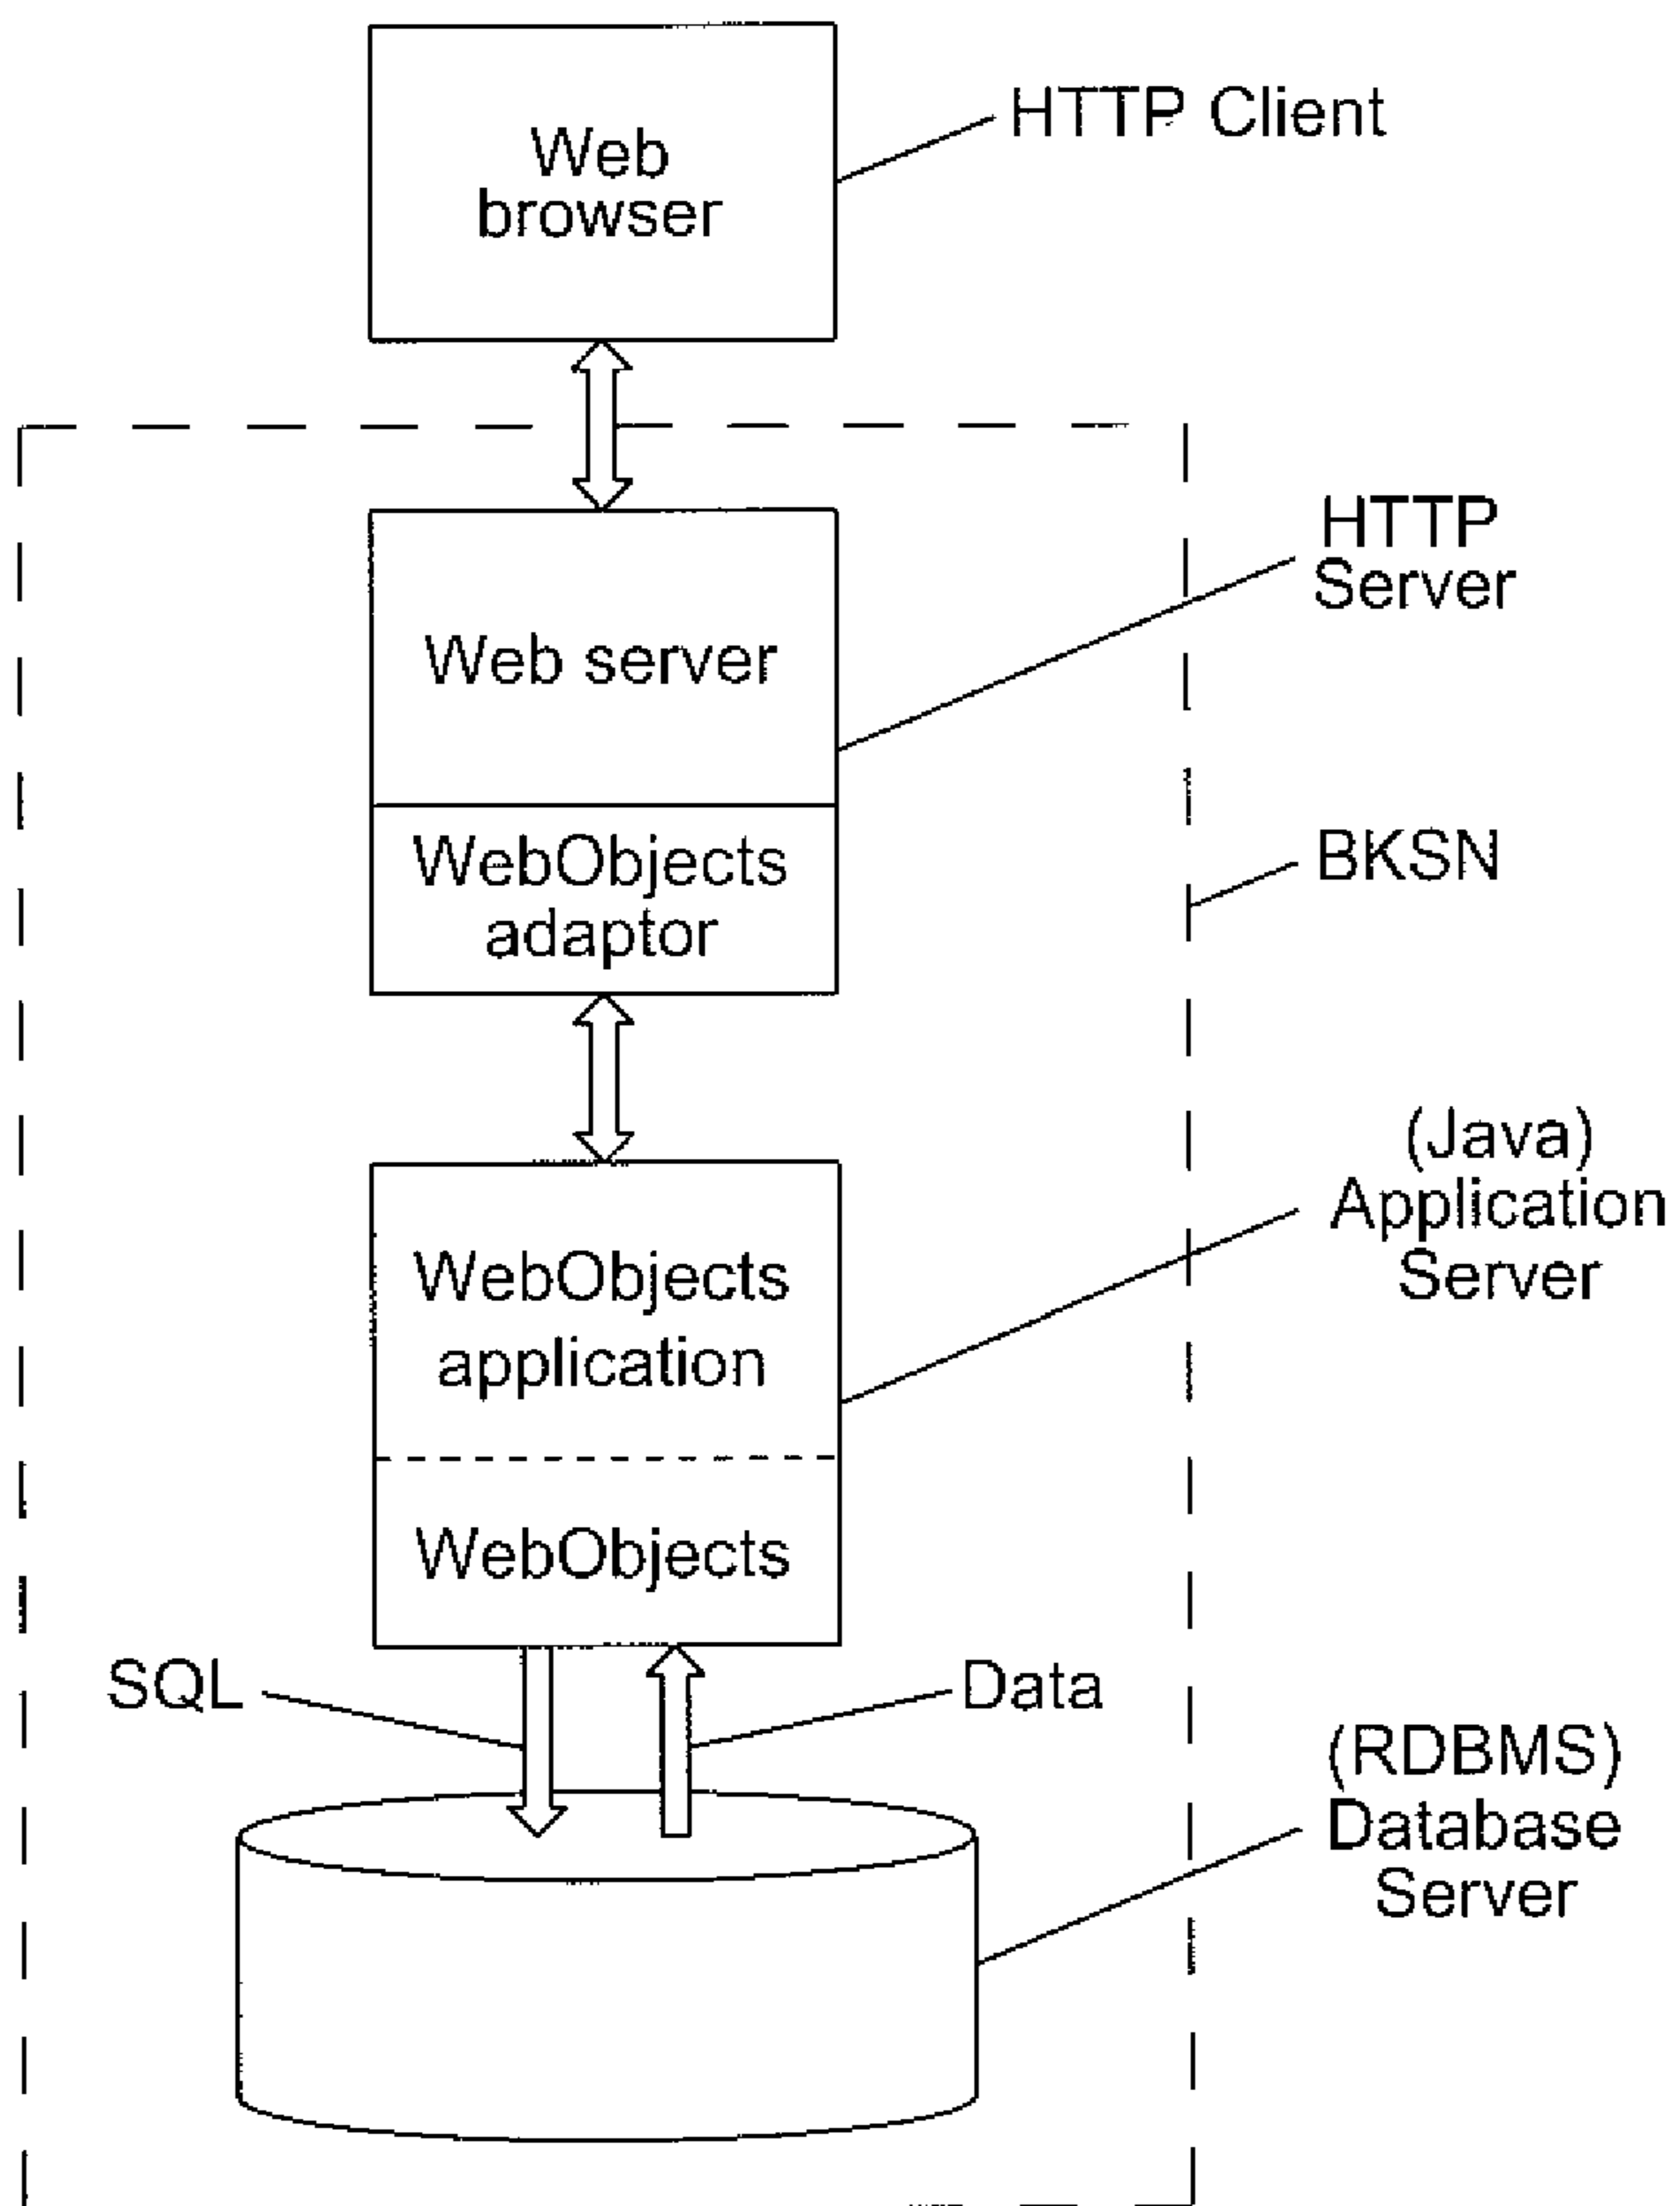 Web
browser
HTTP Client
HTTP
Server
Web server
WebObjects
adaptor
BKSN
(Java)
Application
Server
WebObjects
application
WebObjects
SQL
Data
(RDBMS)
Database
Server